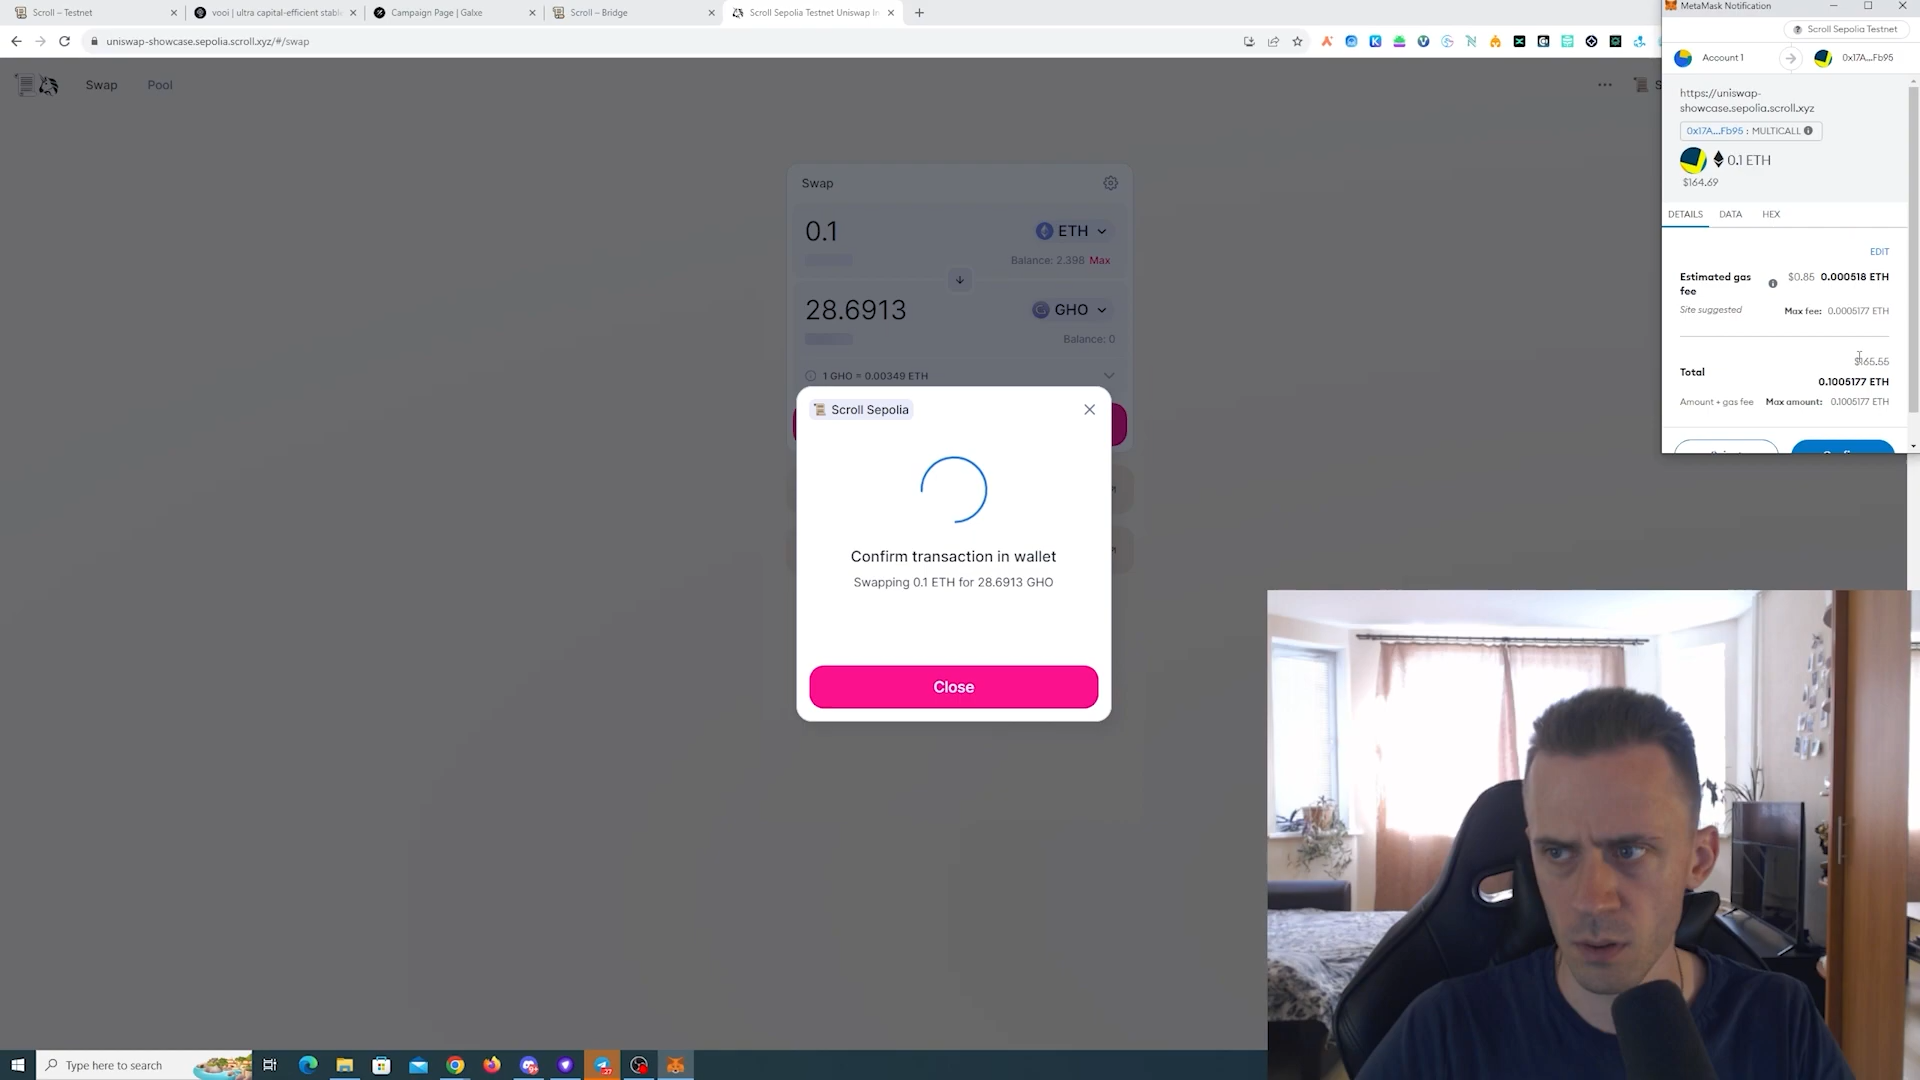 Scroll – Testnet
vooi | ultra capital-efficient stabl
Campaign Page | Galxe
Scroll – Bridge
Scroll Sepolia Testnet Uniswap In
uniswap-showcase.sepolia.scroll.xyz/#/swap
Swap
Pool
S
Swap
0.1
ETH
Balance: 2.398 Max
28.6913
GHO
Balance: 0
1 GHO = 0.00349 ETH
Scroll Sepolia
Confirm transaction in wallet
Swapping 0.1 ETH for 28.6913 GHO
Close
MetaMask Notification
Scroll Sepolia Testnet
Account 1
0x17A...Fb95
https://uniswap-
showcase.sepolia.scroll.xyz
0x17A...Fb95 : MULTICALL
0.1 ETH
$164.69
DETAILS
DATA
HEX
EDIT
Estimated gas
fee
$0.85 0.000518 ETH
Site suggested
Max fee: 0.0005177 ETH
$165.55
Total
0.1005177 ETH
Amount + gas fee
Max amount: 0.1005177 ETH
Type here to search
27